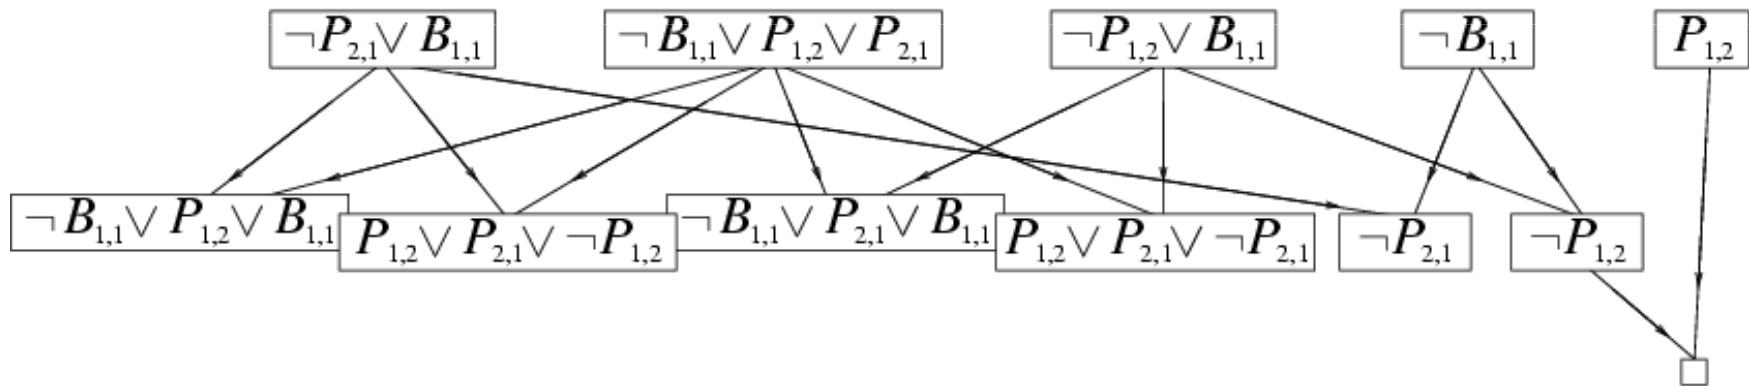 ¬P2,1 ∨ B1,1 ¬B1,1 ∨ P1,2 ∨ P2,1 ¬P1,2 ∨ B1,1 ¬B1,1 P1,2
¬B1,1 ∨ P1,2 ∨ B1,1 P1,2 ∨ P2,1 ∨ ¬P1,2 ¬B1,1 ∨ P2,1 ∨ B1,1 P1,2 ∨ P2,1 ∨ ¬P2,1 ¬P2,1 ¬P1,2